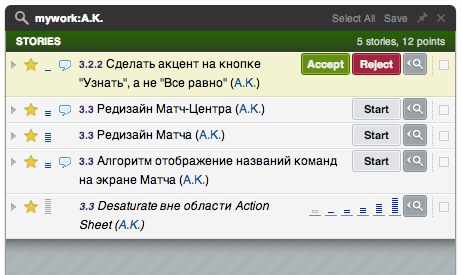 mywork:A.K. Select All Save
STORIES 5 stories, 12 points
3.2.2 Сделать акцент на кнопке Accept Reject
"Узнать", а не "Все равно" (A.K.)
3.3 Редизайн Матч-Центра (A.K.) Start
3.3 Редизайн Матча (A.K.) Start
3.3 Алгоритм отображение названий команд Start
на экране Матча (A.K.)
3.3 Desaturate вне области Action
Sheet (A.K.)